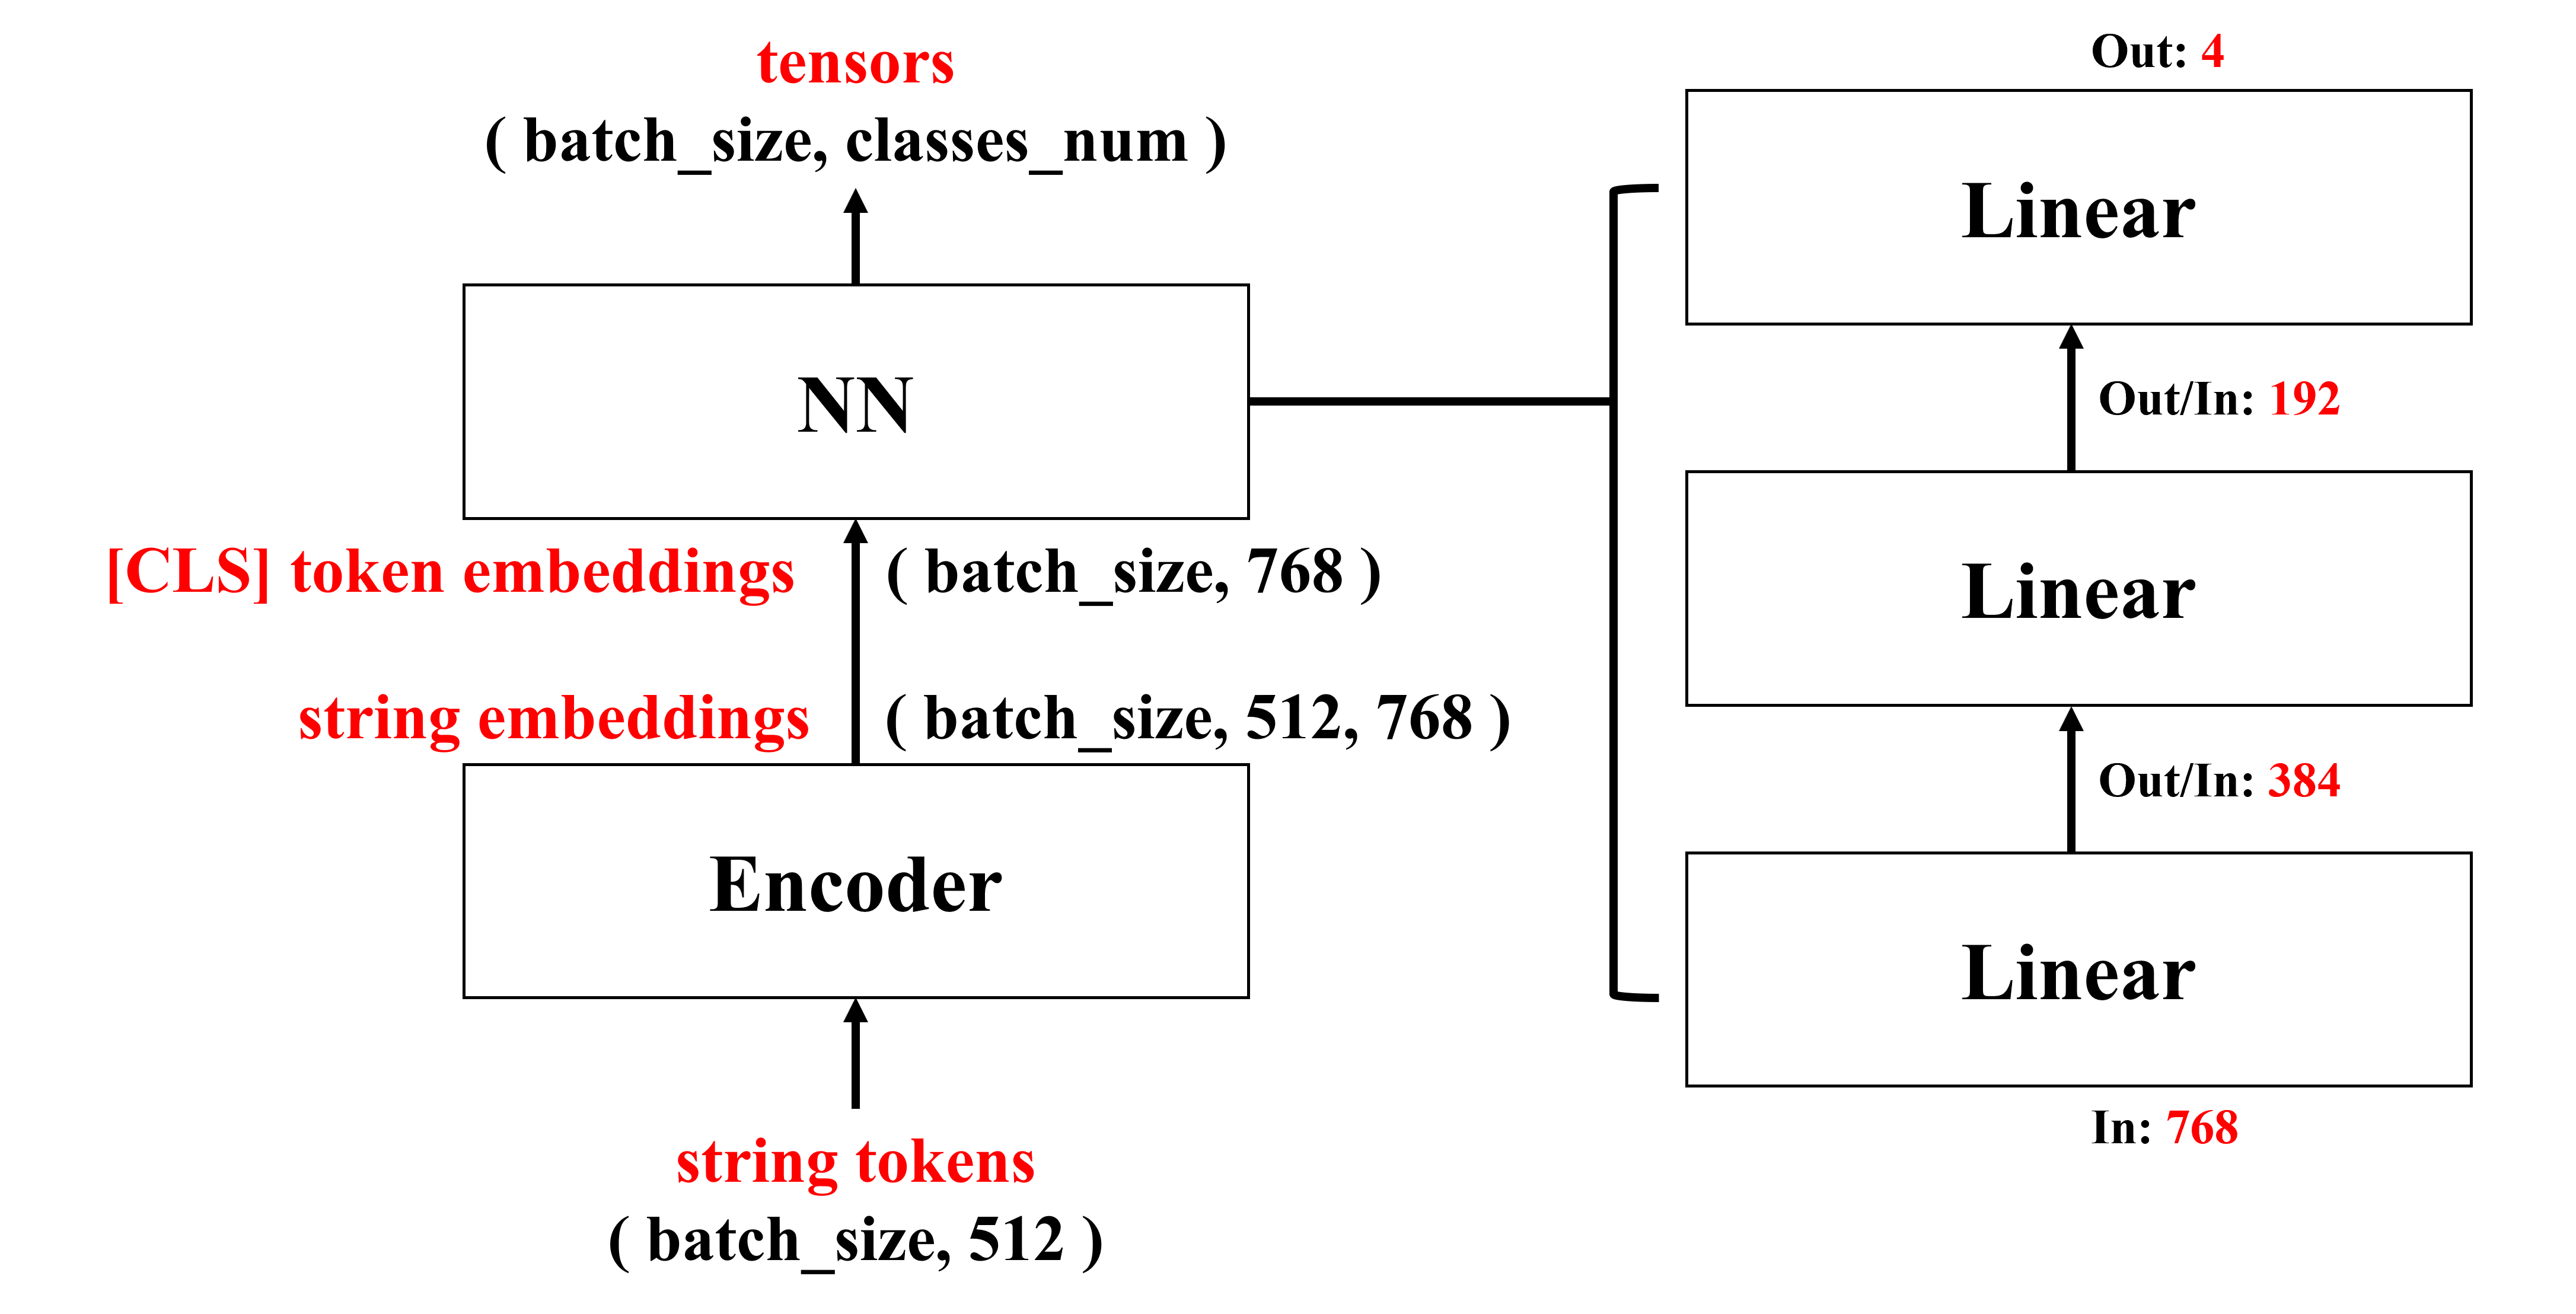 tensors
( batch_size, classes_num )
NN
[CLS] token embeddings ( batch_size, 768 )
string embeddings ( batch_size, 512, 768 )
Encoder
string tokens
( batch_size, 512 )
Out: 4
Linear
Out/In: 192
Linear
Out/In: 384
Linear
In: 768